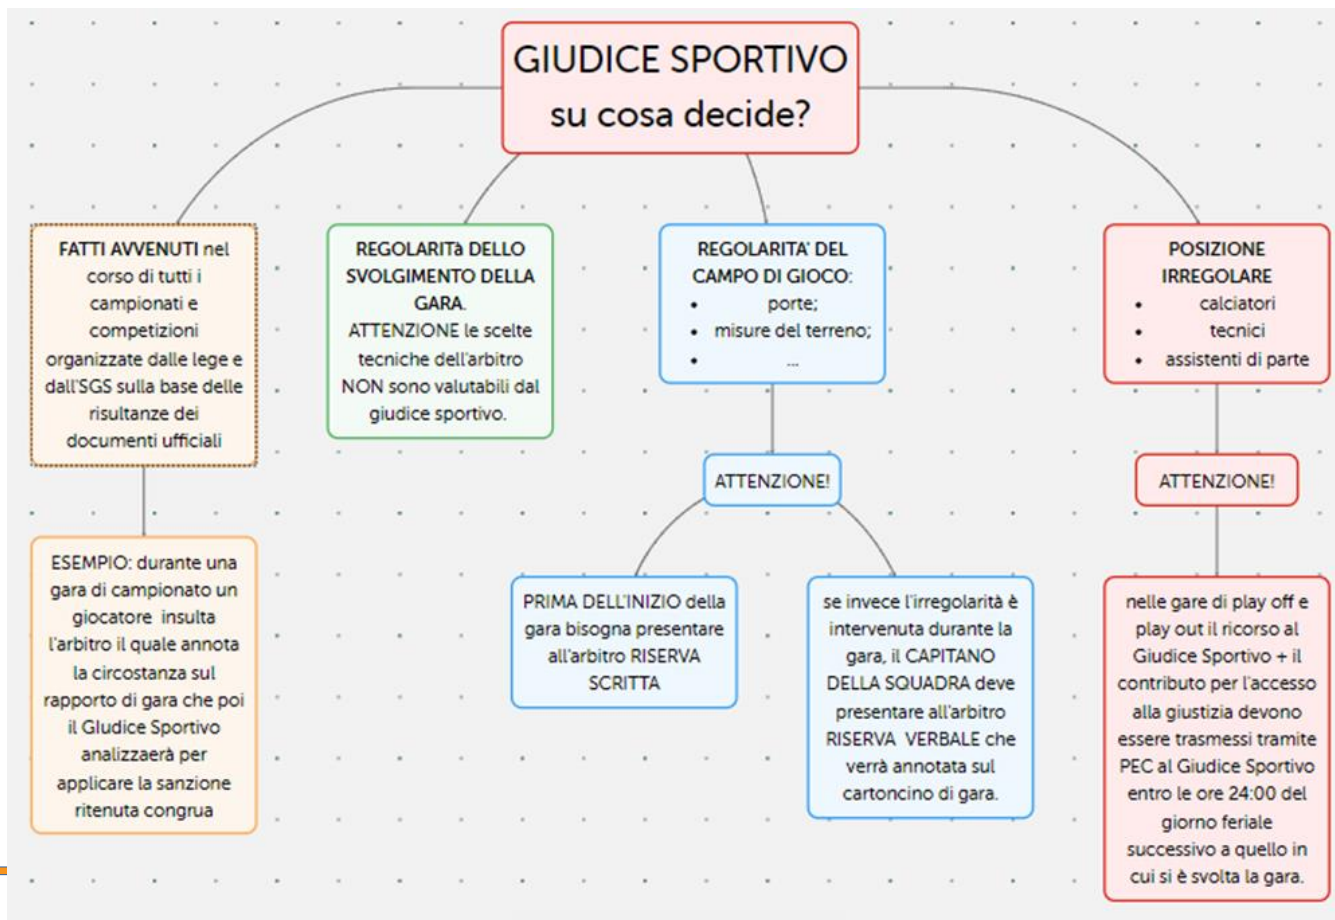 GIUDICE SPORTIVO
su cosa decide?
FATTI AVVENUTI nel
corso di tutti i
campionati e
competizioni
organizzate dalle lege e
dall'SGS sulla base delle
risultanze dei
documenti ufficiali
ESEMPIO: durante una
gara di campionato un
giocatore insulta
l'arbitro il quale annota
la circostanza sul
rapporto di gara che poi
il GIudice Sportivo
analizzaerà per
applicare la sanzione
ritenuta congrua
REGOLARITà DELLO
SVOLGIMENTO DELLA
GARA.
ATTENZIONE le scelte
tecniche dell'arbitro
NON sono valutabili dal
giudice sportivo.
REGOLARITA' DEL
CAMPO DI GIOCO:
• porte;
• misure del terreno;
• ...
ATTENZIONE!
PRIMA DELL'INIZIO della
gara bisogna presentare
all'arbitro RISERVA
SCRITTA
se invece l'irregolarità è
intervenuta durante la
gara, il CAPITANO
DELLA SQUADRA deve
presentare all'arbitro
RISERVA VERBALE che
verrà annotata sul
cartoncino di gara.
POSIZIONE
IRREGOLARE
• calciatori
• tecnici
• assistenti di parte
ATTENZIONE!
nelle gare di play off e
play out il ricorso al
Giudice Sportivo + il
contributo per l'accesso
alla giustizia devono
essere trasmessi tramite
PEC al Giudice Sportivo
entro le ore 24:00 del
giorno feriale
successivo a quello in
cui si è svolta la gara.